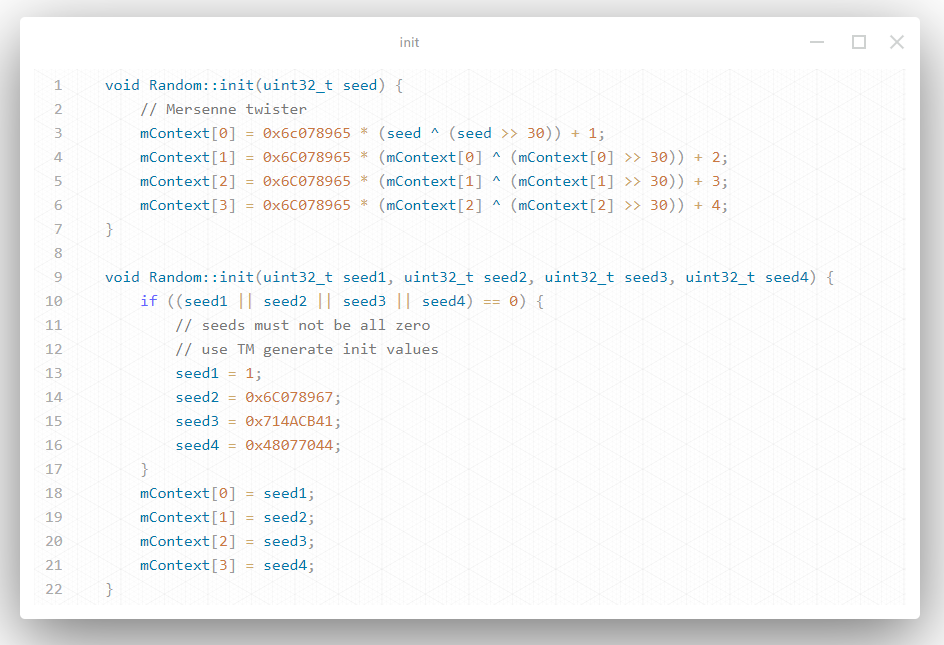 init
1 void Random::init(uint32_t seed) {
2 // Mersenne twister
3 mContext[0] = 0x6c078965 * (seed ^ (seed >> 30)) + 1;
4 mContext[1] = 0x6C078965 * (mContext[0] ^ (mContext[0] >> 30)) + 2;
5 mContext[2] = 0x6C078965 * (mContext[1] ^ (mContext[1] >> 30)) + 3;
6 mContext[3] = 0x6C078965 * (mContext[2] ^ (mContext[2] >> 30)) + 4;
7 }
8
9 void Random::init(uint32_t seed1, uint32_t seed2, uint32_t seed3, uint32_t seed4) {
10 if ((seed1 || seed2 || seed3 || seed4) == 0) {
11 // seeds must not be all zero
12 // use TM generate init values
13 seed1 = 1;
14 seed2 = 0x6C078967;
15 seed3 = 0x714ACB41;
16 seed4 = 0x48077044;
17 }
18 mContext[0] = seed1;
19 mContext[1] = seed2;
20 mContext[2] = seed3;
21 mContext[3] = seed4;
22 }